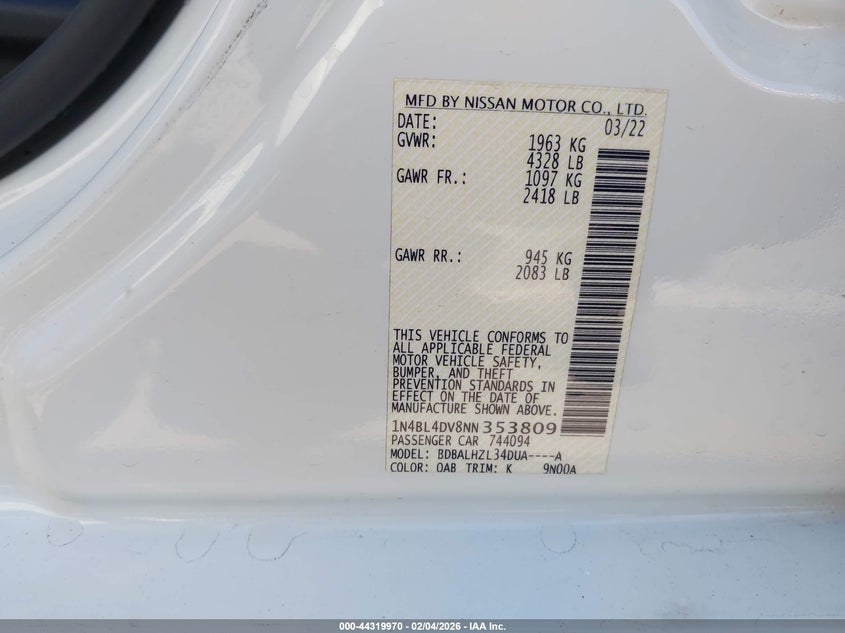 MFD BY NISSAN MOTOR CO., LTD.
DATE: 03/22
GVWR: 1963 KG
4328 LB
GAWR FR.: 1097 KG
2418 LB
GAWR RR.: 945 KG
2083 LB
THIS VEHICLE CONFORMS TO
ALL APPLICABLE FEDERAL
MOTOR VEHICLE SAFETY,
BUMPER, AND THEFT
PREVENTION STANDARDS IN
EFFECT ON THE DATE OF
MANUFACTURE SHOWN ABOVE.
1N4BL4DV8NN353809
PASSENGER CAR 744094
MODEL: BDBALHZL34DUA----A
COLOR: QAB TRIM: K 9N00A
000-44319970 - 02/04/2026 - IAA Inc.